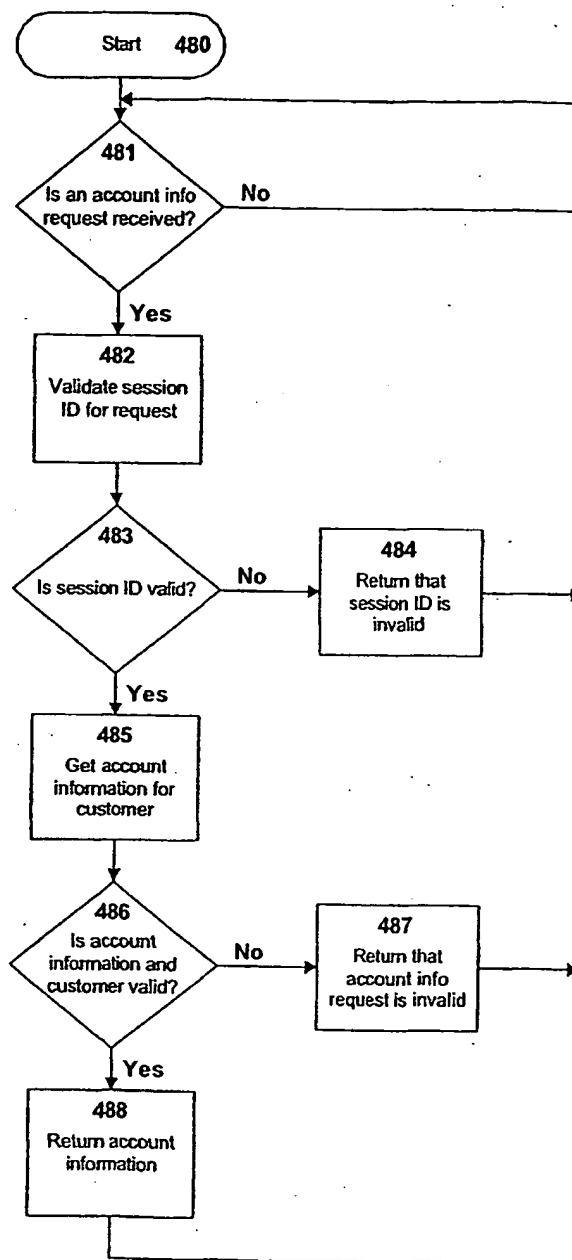 Start 480
481
Is an account info
request received?
No
Yes
482
Validate session
ID for request
483
Is session ID valid?
No
484
Return that
session ID is
invalid
Yes
485
Get account
information for
customer
486
Is account
information and
customer valid?
No
487
Return that
account info
request is invalid
Yes
488
Return account
information